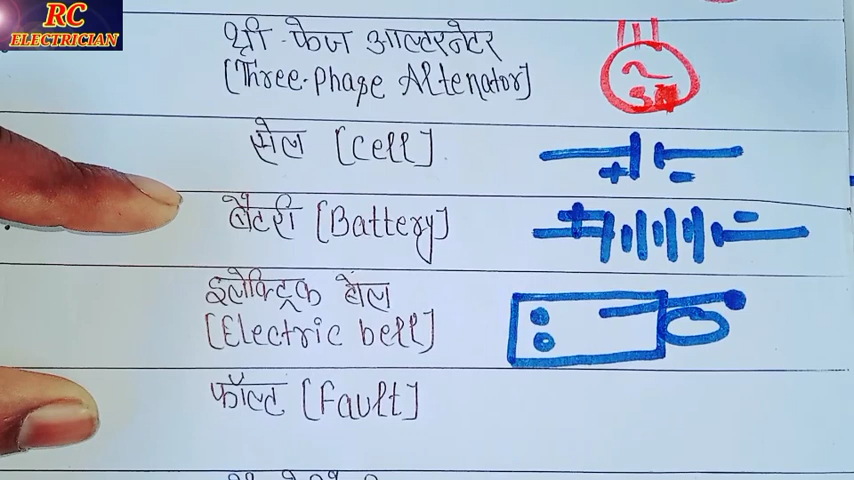 RC
ELECTRICIAN
थ्री-फेज आल्टरनेटर
[Three-Phase Altenator]
3
सेल [Cell]
+ -
बैटरी [Battery]
+ -
इलेक्ट्रिक बेल
[Electric bell]
फॉल्ट [Fault]